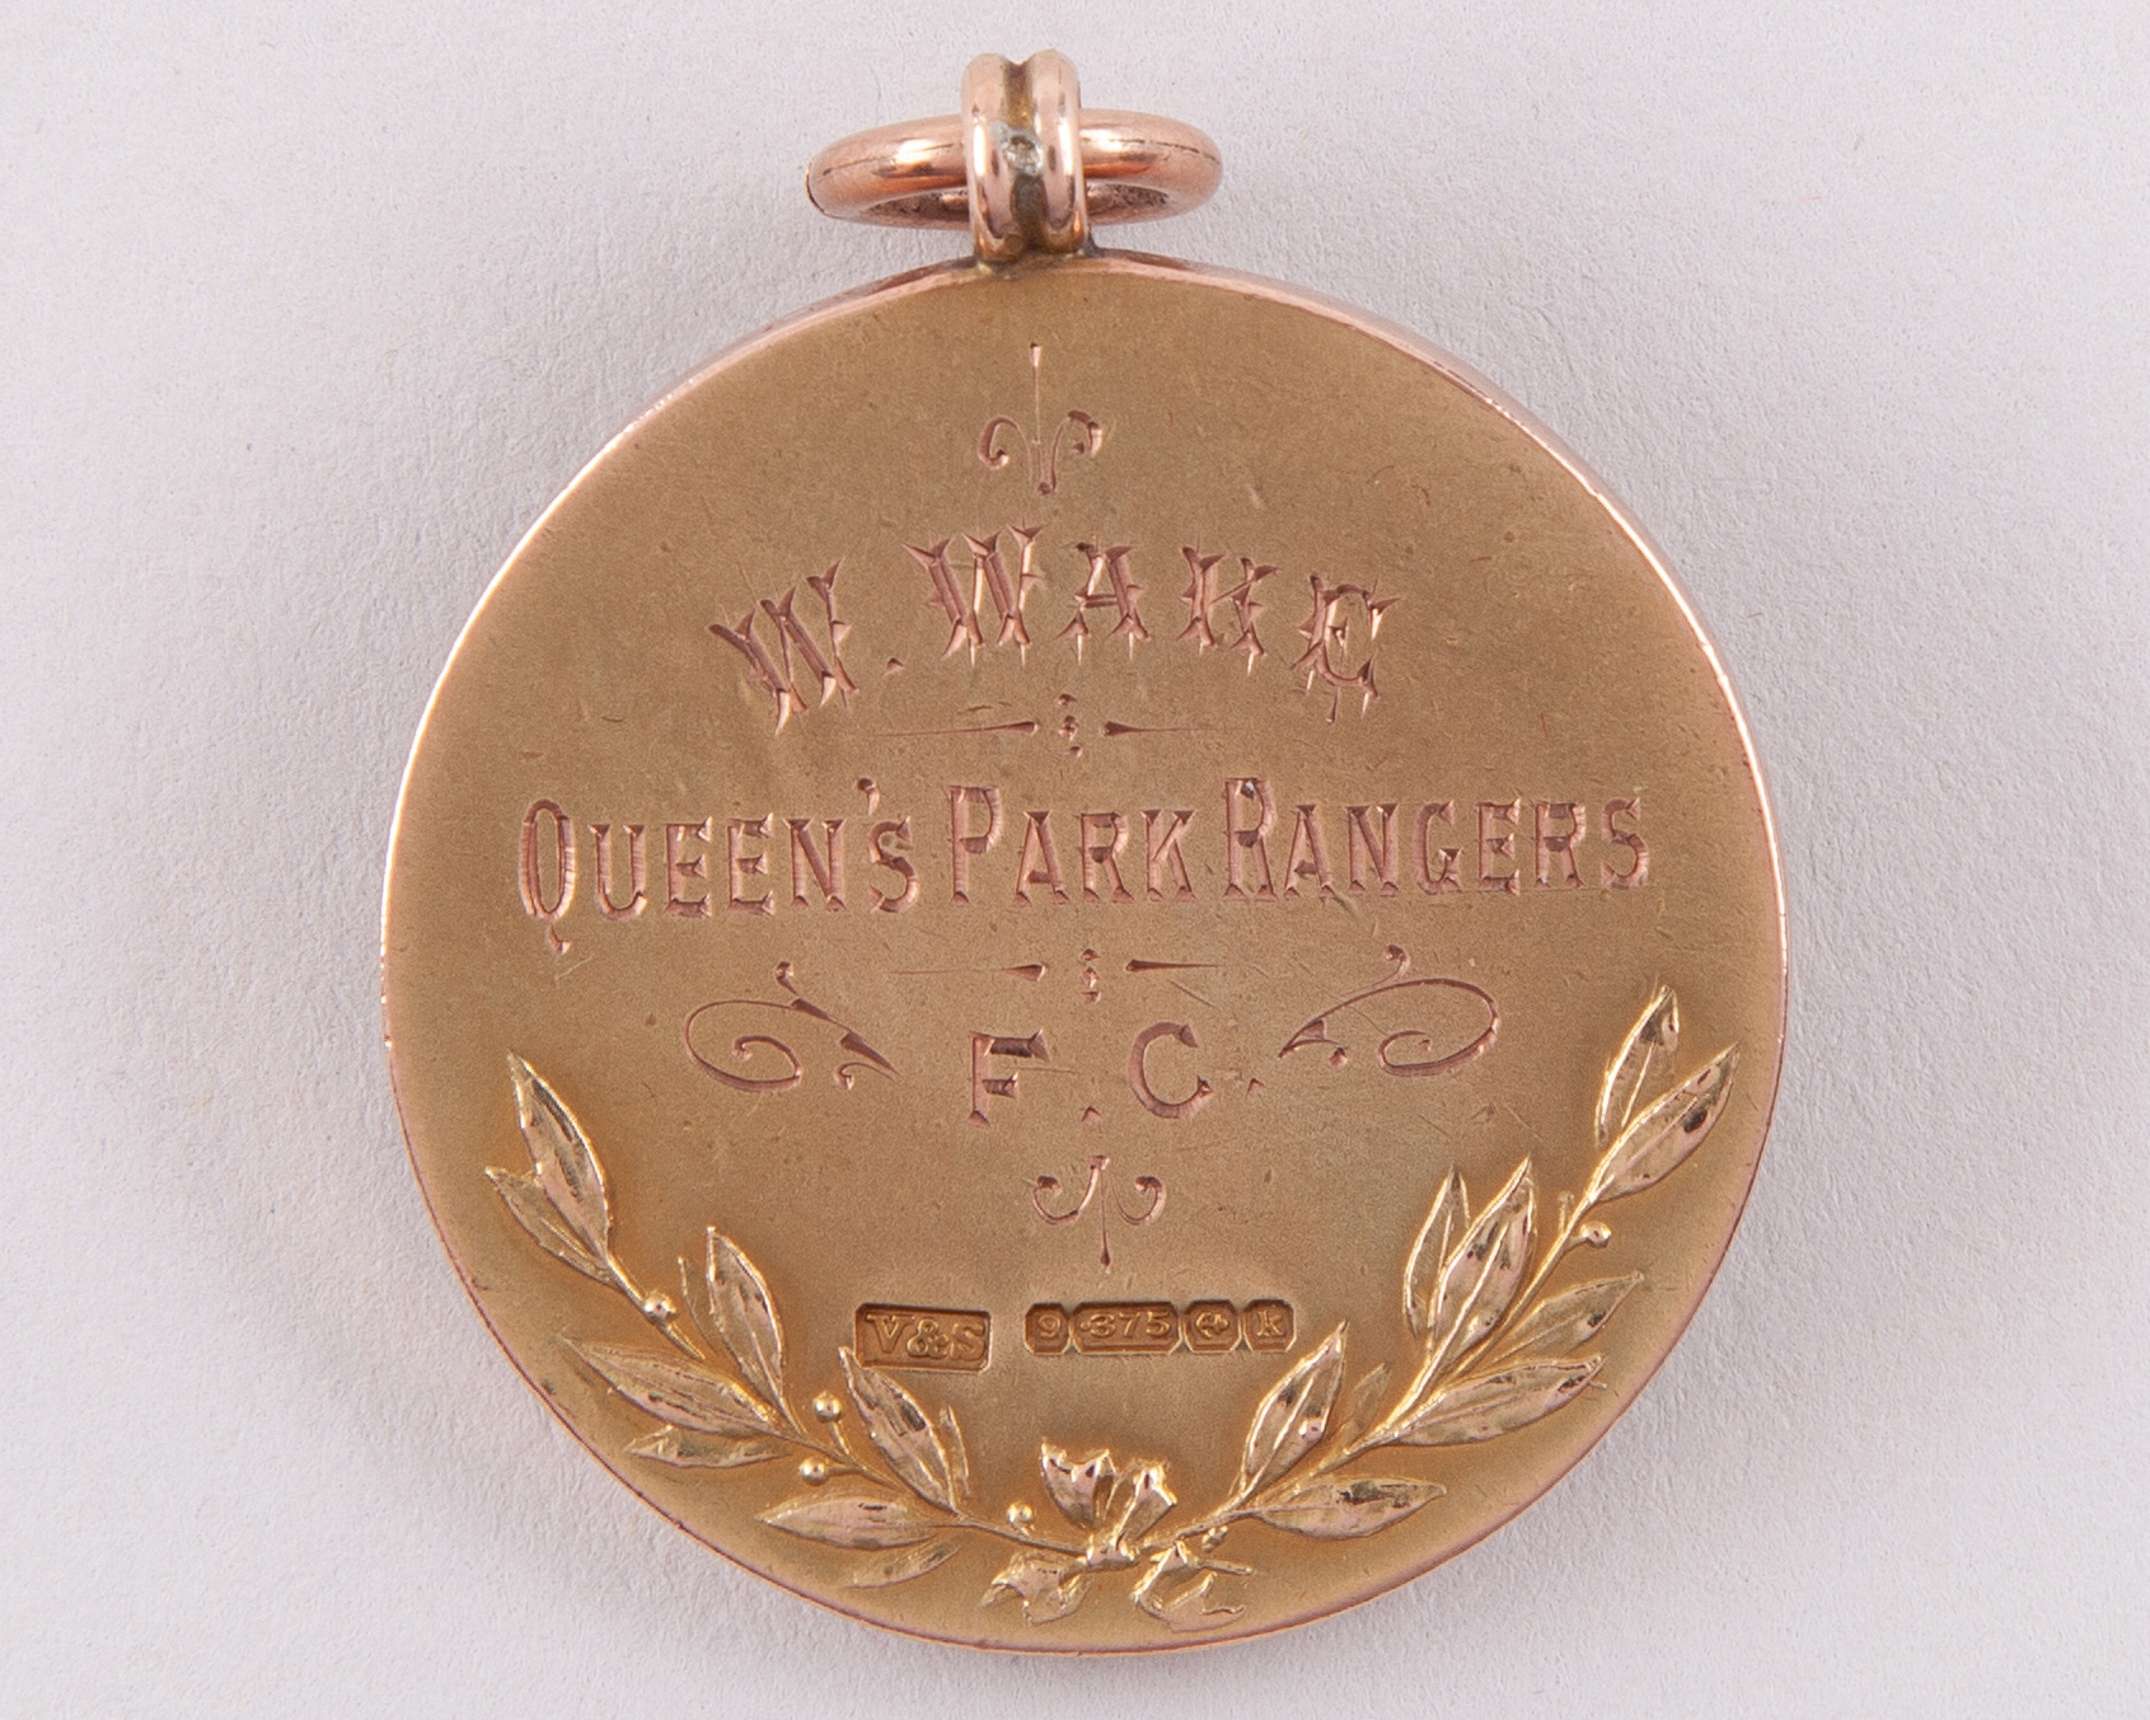 W. WAKE
QUEEN'S PARK RANGERS
F.C.
V&S 9 ·375 k